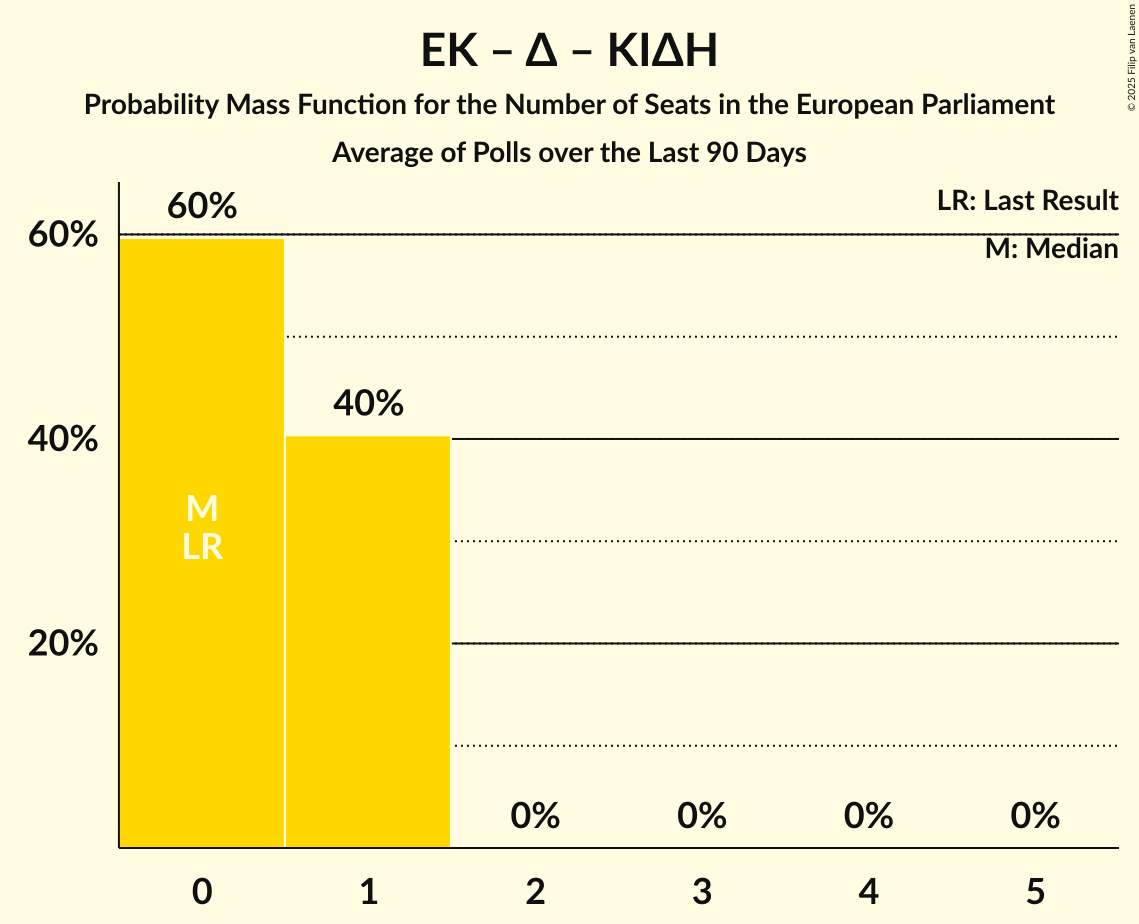 ΕΚ – Δ – ΚΙΔΗ
Probability Mass Function for the Number of Seats in the European Parliament
Average of Polls over the Last 90 Days
© 2025 Filip van Laenen
LR: Last Result
M: Median
60%
60%
40%
40%
M
LR
20%
0%
0%
0%
0%
0
1
2
3
4
5